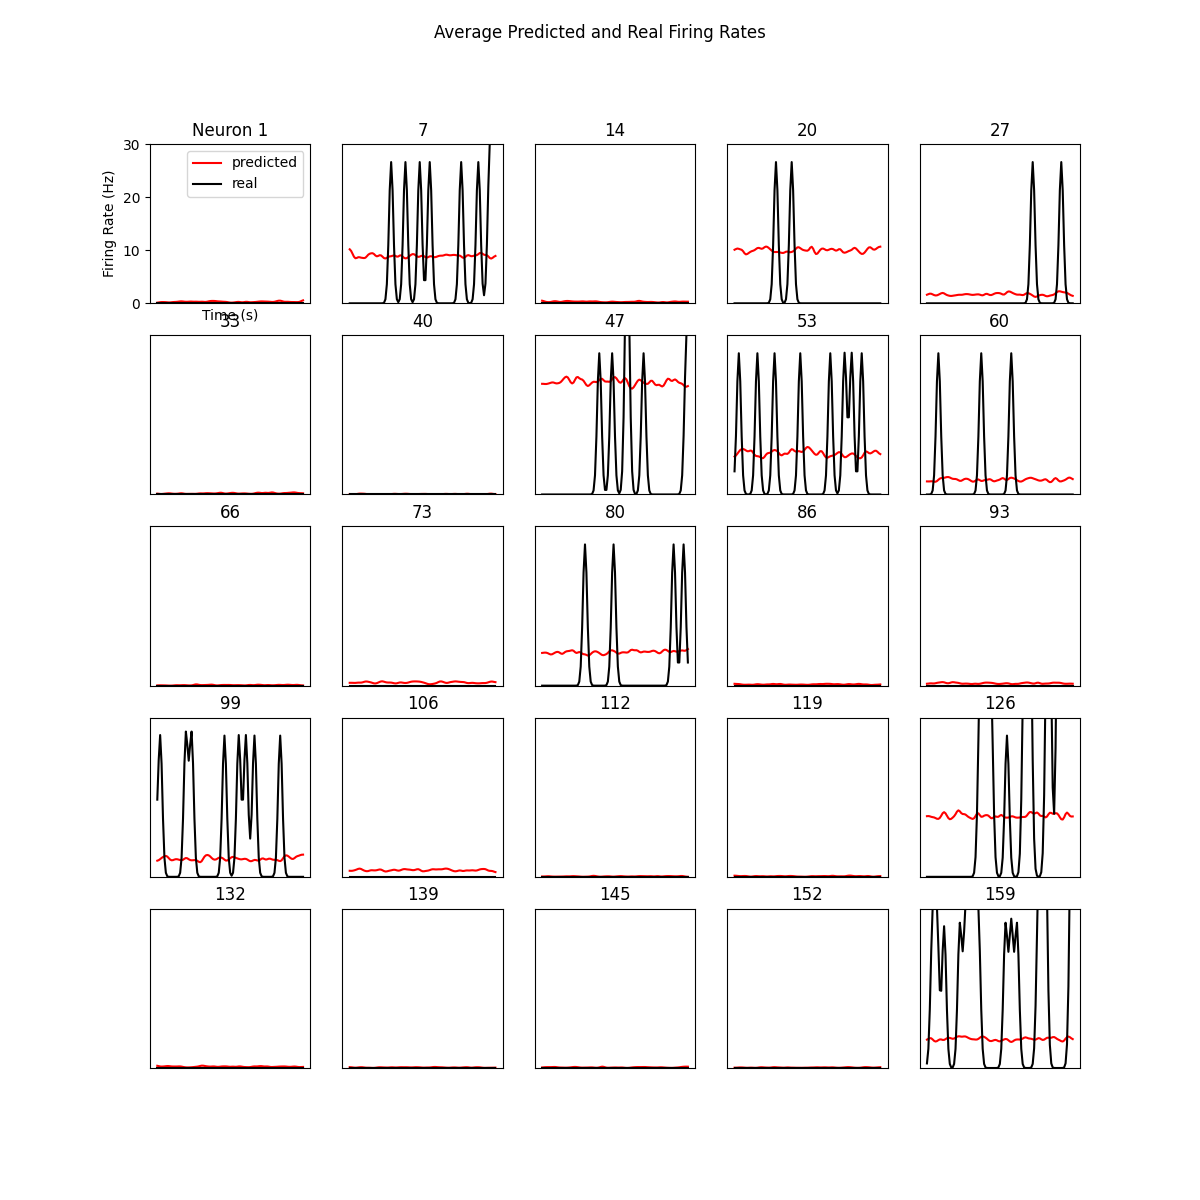 Average Predicted and Real Firing Rates
Neuron 1 7 14 20 27
30
20
10
0
Firing Rate (Hz)
predicted
real
Time (s)
33 40 47 53 60
66 73 80 86 93
99 106 112 119 126
132 139 145 152 159